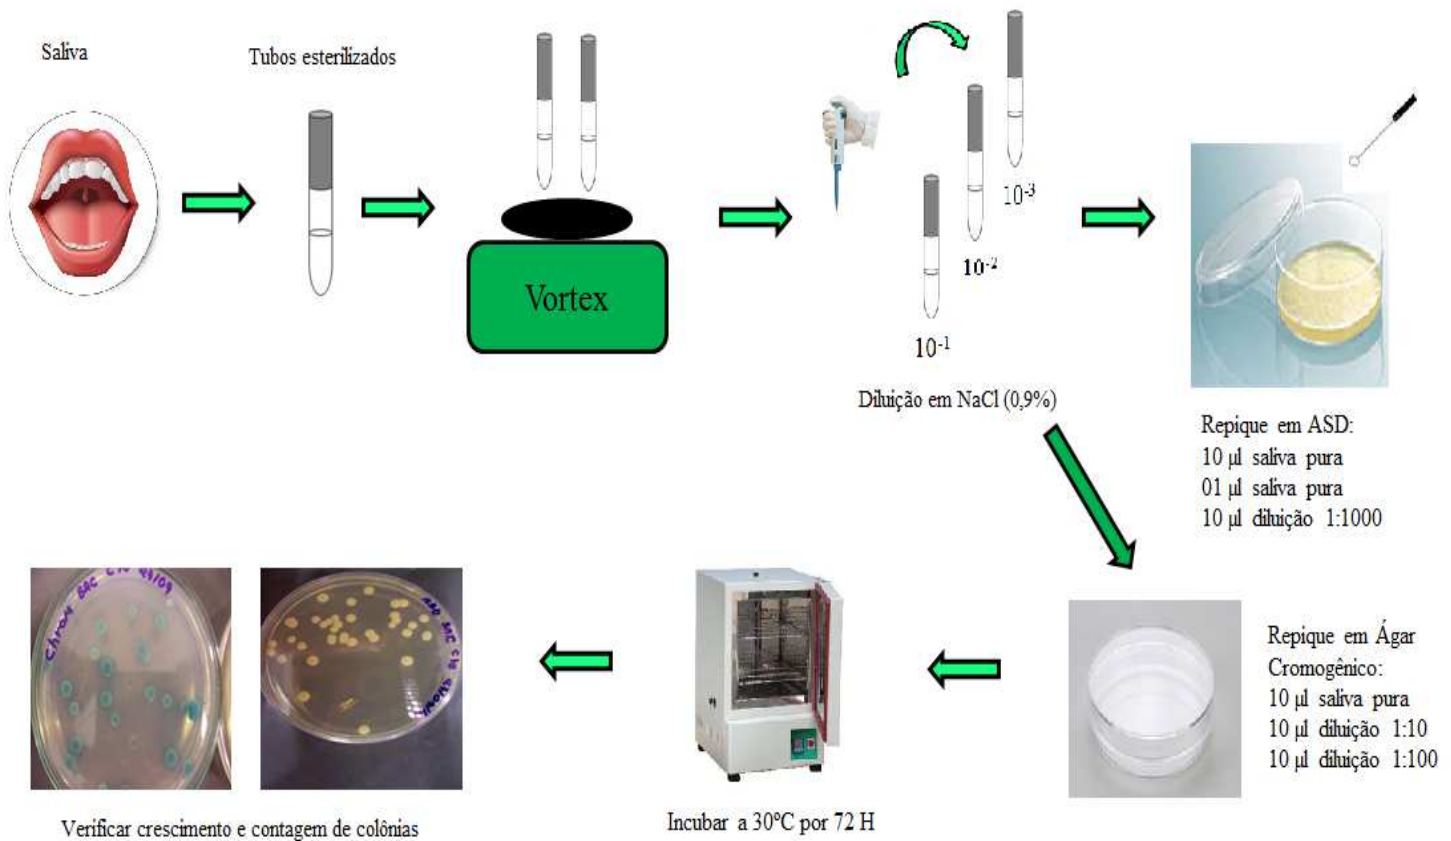 Saliva
Tubos esterilizados
Vortex
10⁻¹
10⁻²
10⁻³
Diluição em NaCl (0,9%)
Repique em ASD:
10 µl saliva pura
01 µl saliva pura
10 µl diluição 1:1000
Repique em Ágar
Cromogênico:
10 µl saliva pura
10 µl diluição 1:10
10 µl diluição 1:100
Incubar a 30ºC por 72 H
Chrom SAC C10
Verificar crescimento e contagem de colônias